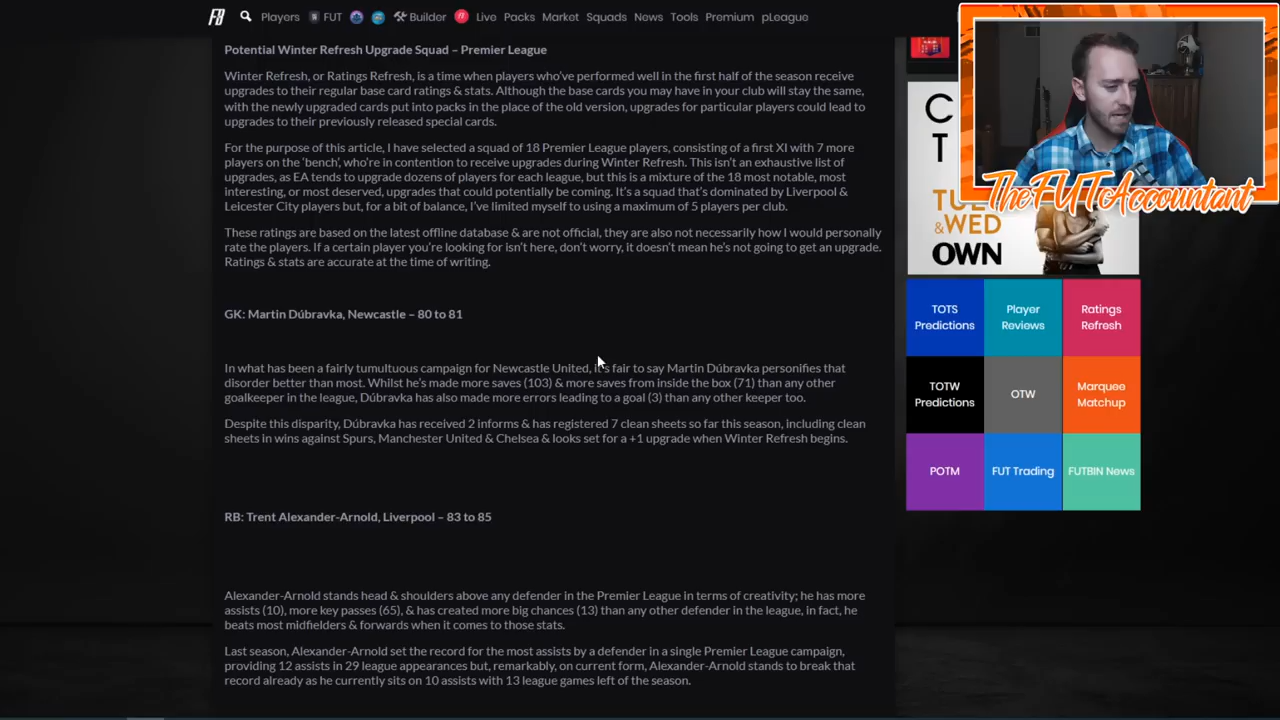 FB Players FUT Builder Live Packs Market Squads News Tools Premium pLeague
Potential Winter Refresh Upgrade Squad – Premier League
Winter Refresh, or Ratings Refresh, is a time when players who've performed well in the first half of the season receive
upgrades to their regular base card ratings & stats. Although the base cards you may have in your club will stay the same,
with the newly upgraded cards put into packs in the place of the old version, upgrades for particular players could lead to
upgrades to their previously released special cards.
For the purpose of this article, I have selected a squad of 18 Premier League players, consisting of a first XI with 7 more
players on the 'bench', who're in contention to receive upgrades during Winter Refresh. This isn't an exhaustive list of
upgrades, as EA tends to upgrade dozens of players for each league, but this is a mixture of the 18 most notable, most
interesting, or most deserved, upgrades that could potentially be coming. It's a squad that's dominated by Liverpool &
Leicester City players but, for a bit of balance, I've limited myself to using a maximum of 5 players per club.
These ratings are based on the latest offline database & are not official, they are also not necessarily how I would personally
rate the players. If a certain player you're looking for isn't here, don't worry, it doesn't mean he's not going to get an upgrade.
Ratings & stats are accurate at the time of writing.
GK: Martin Dúbravka, Newcastle – 80 to 81
In what has been a fairly tumultuous campaign for Newcastle United, it's fair to say Martin Dúbravka personifies that
disorder better than most. Whilst he's made more saves (103) & more saves from inside the box (71) than any other
goalkeeper in the league, Dúbravka has also made more errors leading to a goal (3) than any other keeper too.
Despite this disparity, Dúbravka has received 2 informs & has registered 7 clean sheets so far this season, including clean
sheets in wins against Spurs, Manchester United & Chelsea & looks set for a +1 upgrade when Winter Refresh begins.
RB: Trent Alexander-Arnold, Liverpool – 83 to 85
Alexander-Arnold stands head & shoulders above any defender in the Premier League in terms of creativity; he has more
assists (10), more key passes (65), & has created more big chances (13) than any other defender in the league, in fact, he
beats most midfielders & forwards when it comes to those stats.
Last season, Alexander-Arnold set the record for the most assists by a defender in a single Premier League campaign,
providing 12 assists in 29 league appearances but, remarkably, on current form, Alexander-Arnold stands to break that
record already as he currently sits on 10 assists with 13 league games left of the season.
TheFUTAccountant
C
T
TUE
&WED
OWN
TOTS
Predictions
Player
Reviews
Ratings
Refresh
TOTW
Predictions
OTW
Marquee
Matchup
POTM
FUT Trading
FUTBIN News